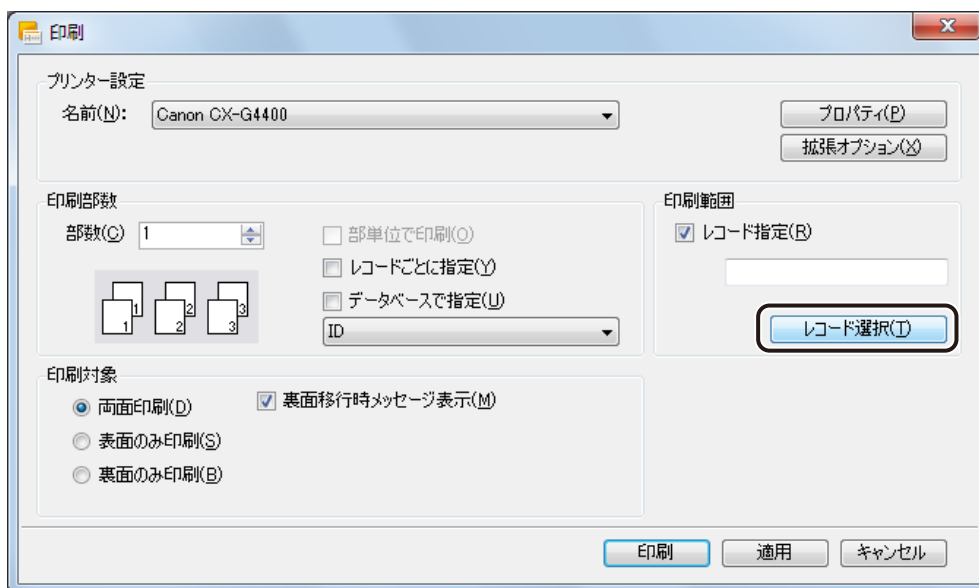 印刷
プリンター設定
名前(N): Canon CX-G4400
プロパティ(P)
拡張オプション(X)
印刷部数
部数(C) 1
部単位で印刷(O)
レコードごとに指定(Y)
データベースで指定(U)
ID
1 1 2 2 3 3
印刷範囲
レコード指定(R)
レコード選択(T)
印刷対象
両面印刷(D)
裏面移行時メッセージ表示(M)
表面のみ印刷(S)
裏面のみ印刷(B)
印刷 適用 キャンセル